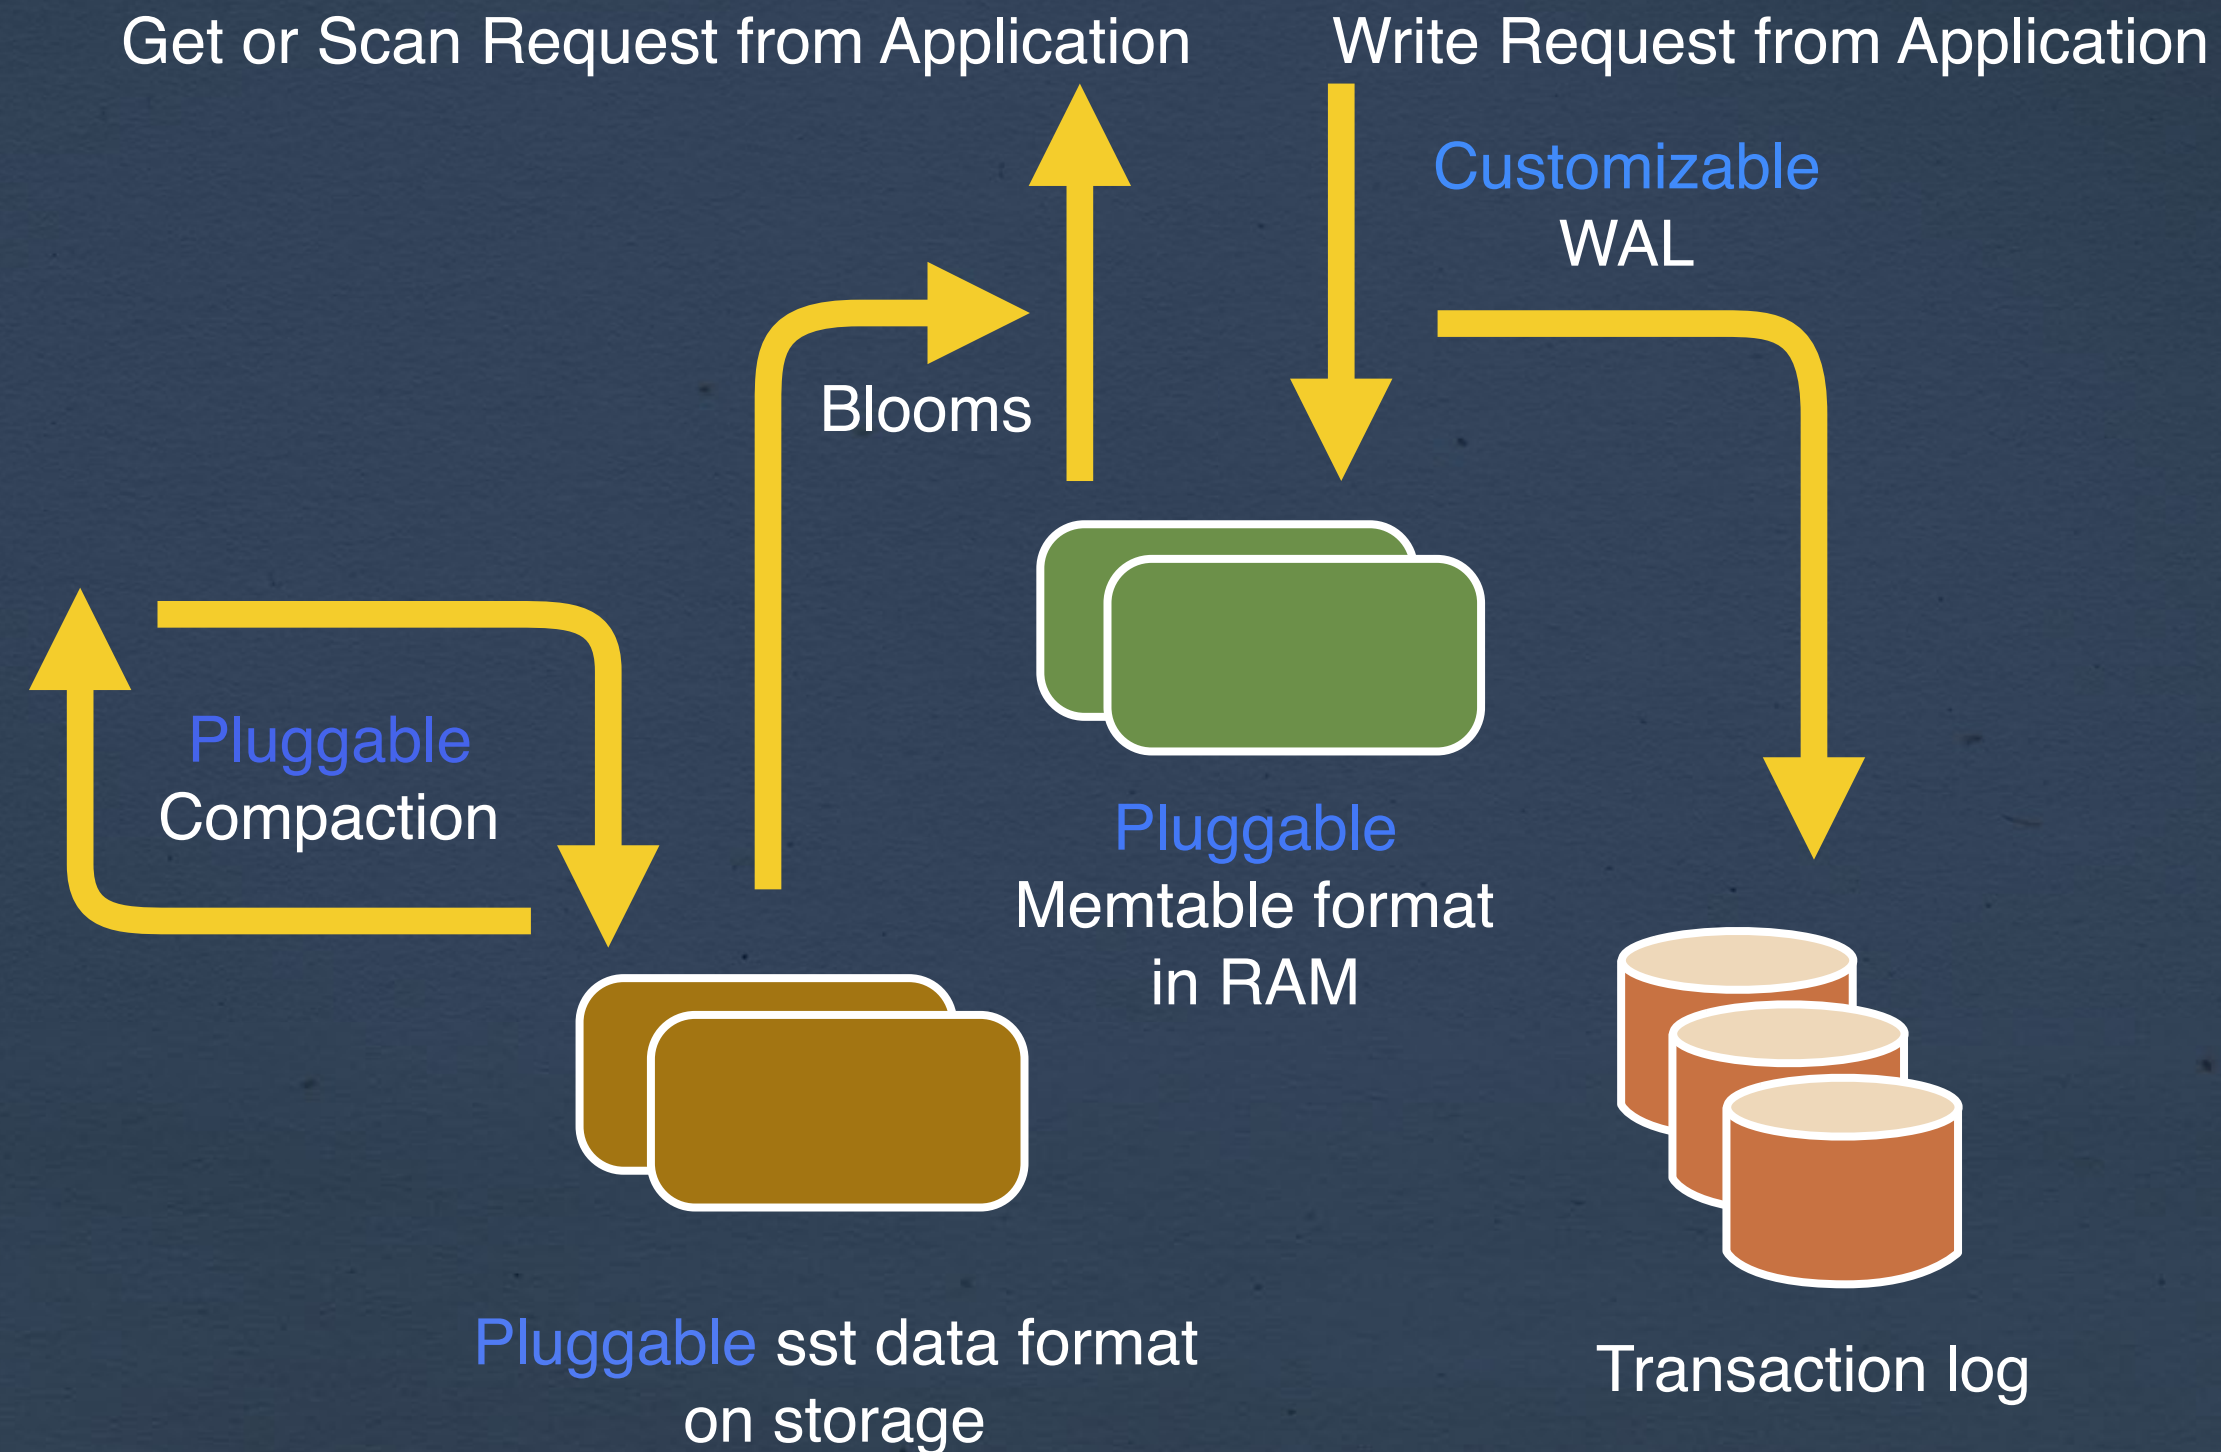 Get or Scan Request from Application
Write Request from Application
Customizable
WAL
Blooms
Pluggable
Compaction
Pluggable
Memtable format
in RAM
Pluggable sst data format
on storage
Transaction log